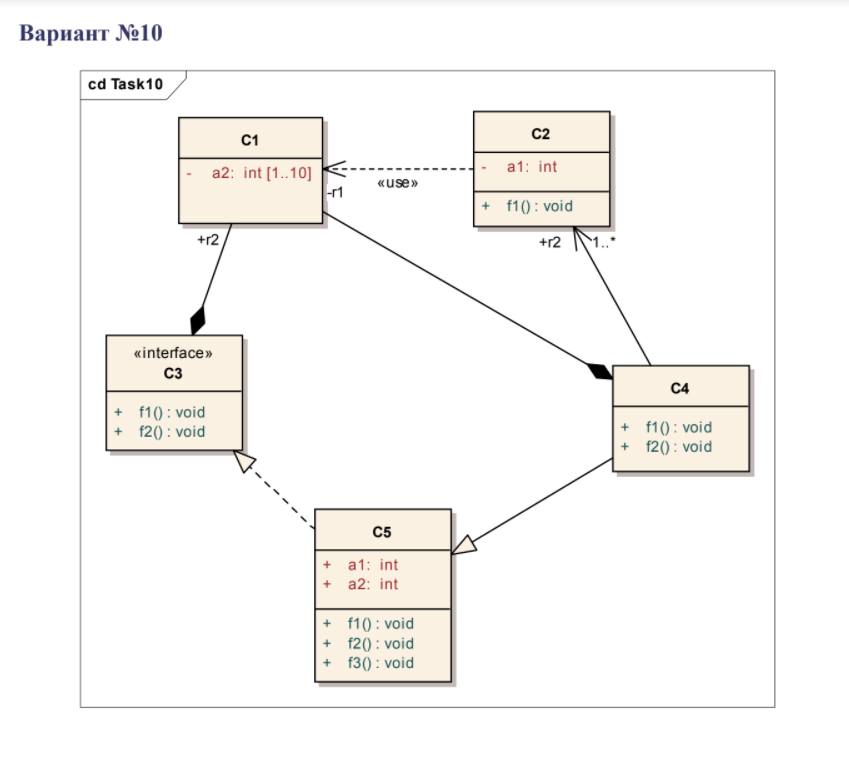 Вариант №10
cd Task10
C1
- a2: int [1..10]
C2
- a1: int
+ f1() : void
«use»
-r1
+r2
+r2
1..*
«interface»
C3
+ f1() : void
+ f2() : void
C4
+ f1() : void
+ f2() : void
C5
+ a1: int
+ a2: int
+ f1() : void
+ f2() : void
+ f3() : void